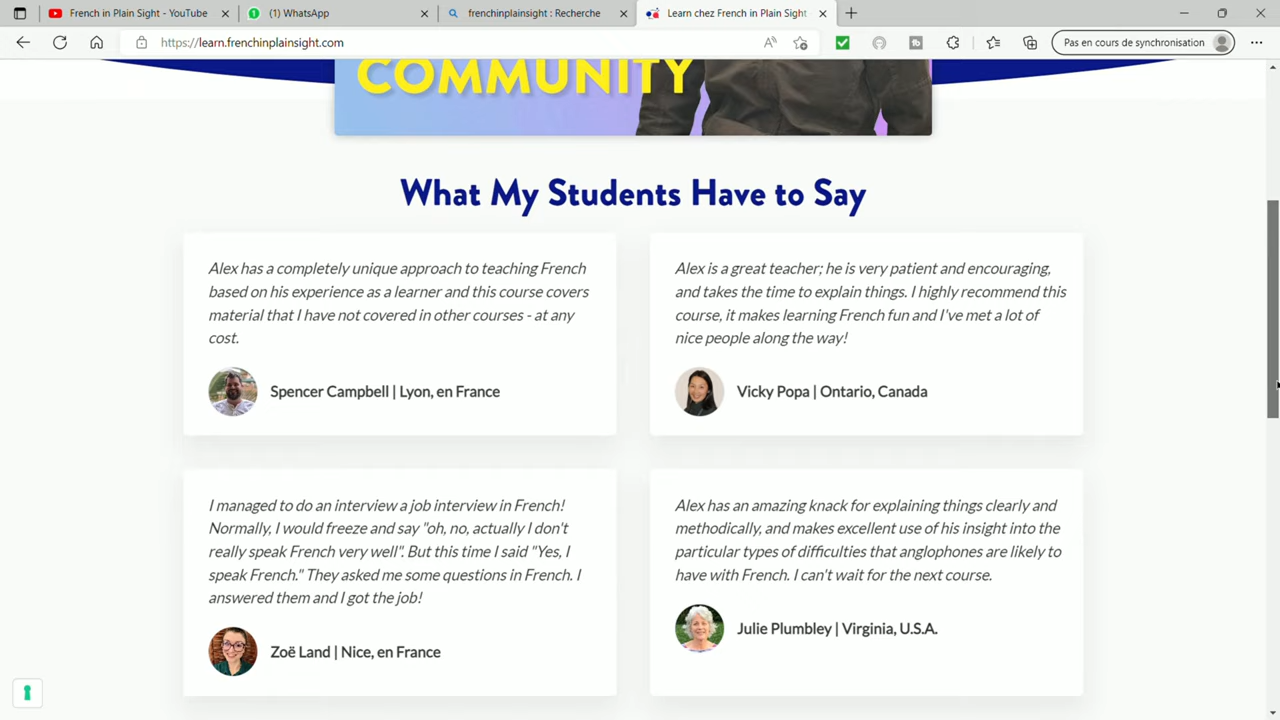 French in Plain Sight - YouTube
(1) WhatsApp
frenchinplainsight : Recherche
Learn chez French in Plain Sight
https://learn.frenchinplainsight.com
Pas en cours de synchronisation
COMMUNITY
What My Students Have to Say
Alex has a completely unique approach to teaching French
based on his experience as a learner and this course covers
material that I have not covered in other courses - at any
cost.
Spencer Campbell | Lyon, en France
Alex is a great teacher; he is very patient and encouraging,
and takes the time to explain things. I highly recommend this
course, it makes learning French fun and I've met a lot of
nice people along the way!
Vicky Popa | Ontario, Canada
I managed to do an interview a job interview in French!
Normally, I would freeze and say "oh, no, actually I don't
really speak French very well". But this time I said "Yes, I
speak French." They asked me some questions in French. I
answered them and I got the job!
Zoë Land | Nice, en France
Alex has an amazing knack for explaining things clearly and
methodically, and makes excellent use of his insight into the
particular types of difficulties that anglophones are likely to
have with French. I can't wait for the next course.
Julie Plumbley | Virginia, U.S.A.